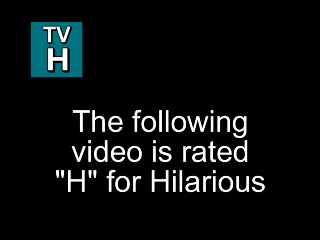 TV
H
The following
video is rated
"H" for Hilarious